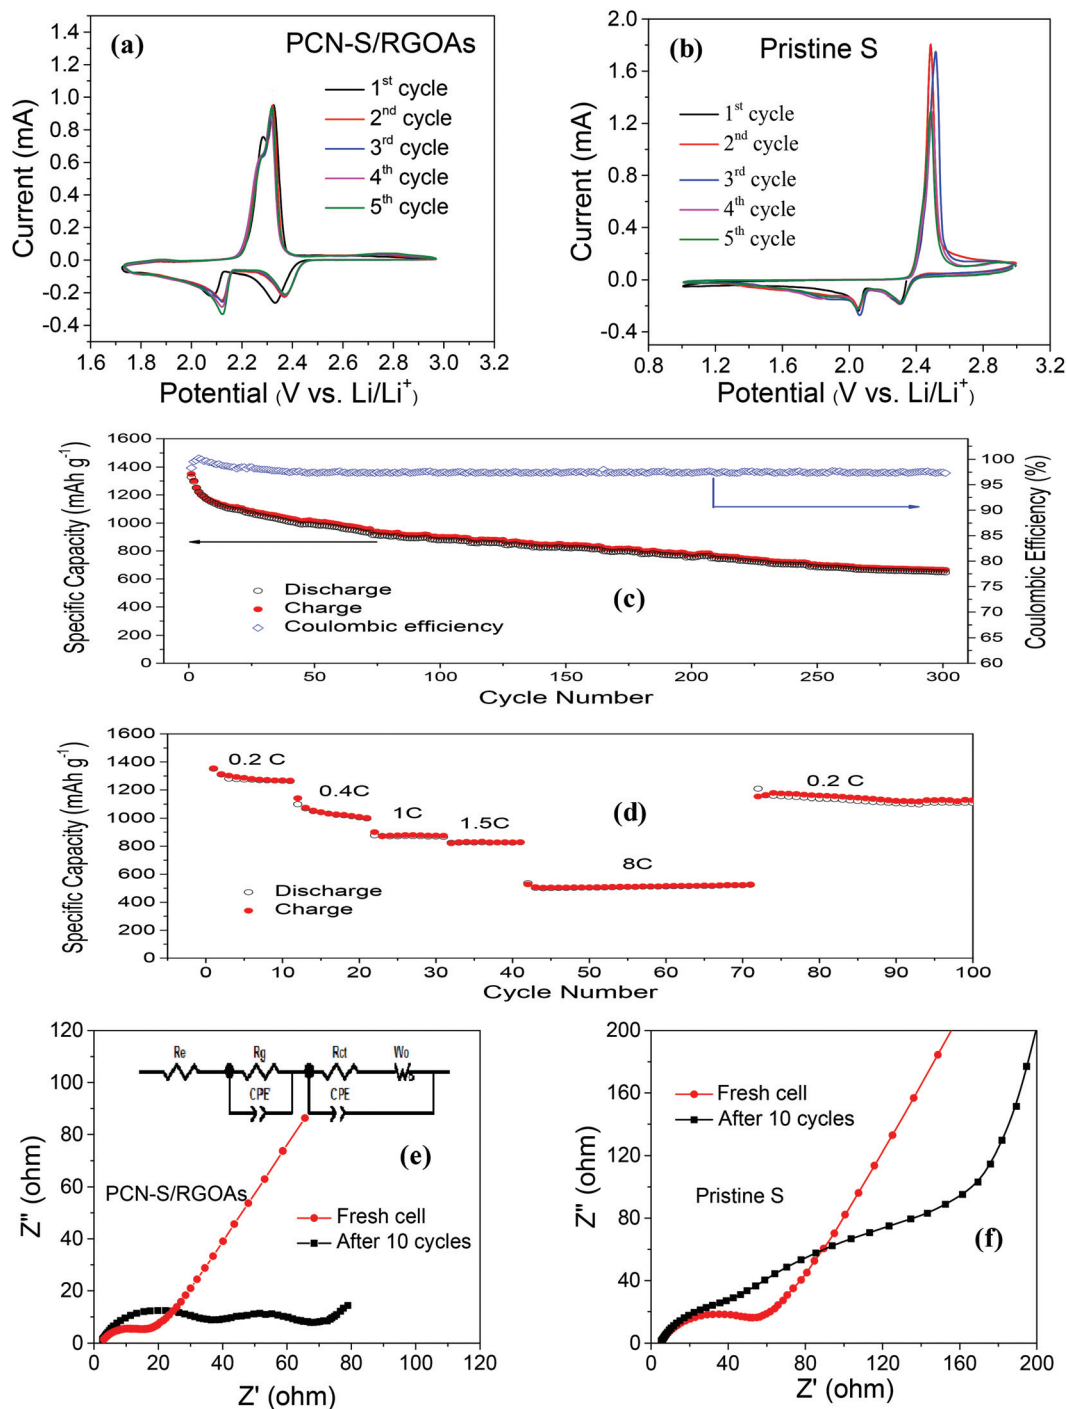 (a) PCN-S/RGOAs
1st cycle
2nd cycle
3rd cycle
4th cycle
5th cycle
1.4
1.2
1.0
0.8
0.6
0.4
0.2
0.0
-0.2
-0.4
Current (mA)
1.6 1.8 2.0 2.2 2.4 2.6 2.8 3.0 3.2
Potential (V vs. Li/Li+)
(b) Pristine S
1st cycle
2nd cycle
3rd cycle
4th cycle
5th cycle
2.0
1.6
1.2
0.8
0.4
0.0
-0.4
Current (mA)
0.8 1.2 1.6 2.0 2.4 2.8 3.2
Potential (V vs. Li/Li+)
1600
1400
1200
1000
800
600
400
200
0
Specific Capacity (mAh g-1)
100
95
90
85
80
75
70
65
60
Coulombic Efficiency (%)
Discharge
Charge
Coulombic efficiency
(c)
0 50 100 150 200 250 300
Cycle Number
1600
1400
1200
1000
800
600
400
200
0
Specific Capacity (mAh g-1)
0.2 C
0.4C
1C
1.5C
8C
0.2 C
(d)
Discharge
Charge
0 10 20 30 40 50 60 70 80 90 100
Cycle Number
120
100
80
60
40
20
0
Z" (ohm)
Re Rg Rct Wo
CPE CPE
(e)
PCN-S/RGOAs
Fresh cell
After 10 cycles
0 20 40 60 80 100 120
Z' (ohm)
200
160
120
80
40
0
Z" (ohm)
Fresh cell
After 10 cycles
Pristine S
(f)
0 40 80 120 160 200
Z' (ohm)